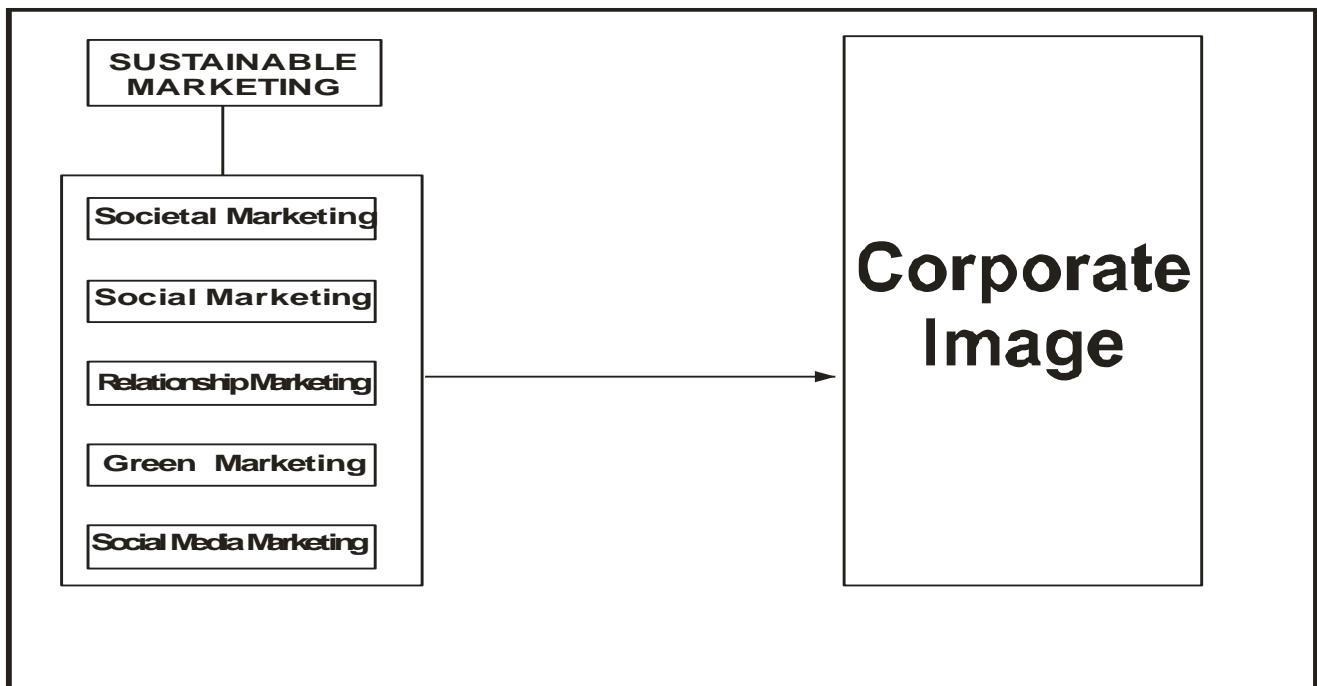 SUSTAINABLE
MARKETING
Societal Marketing
Social Marketing
Relationship Marketing
Green Marketing
Social Media Marketing
Corporate
Image